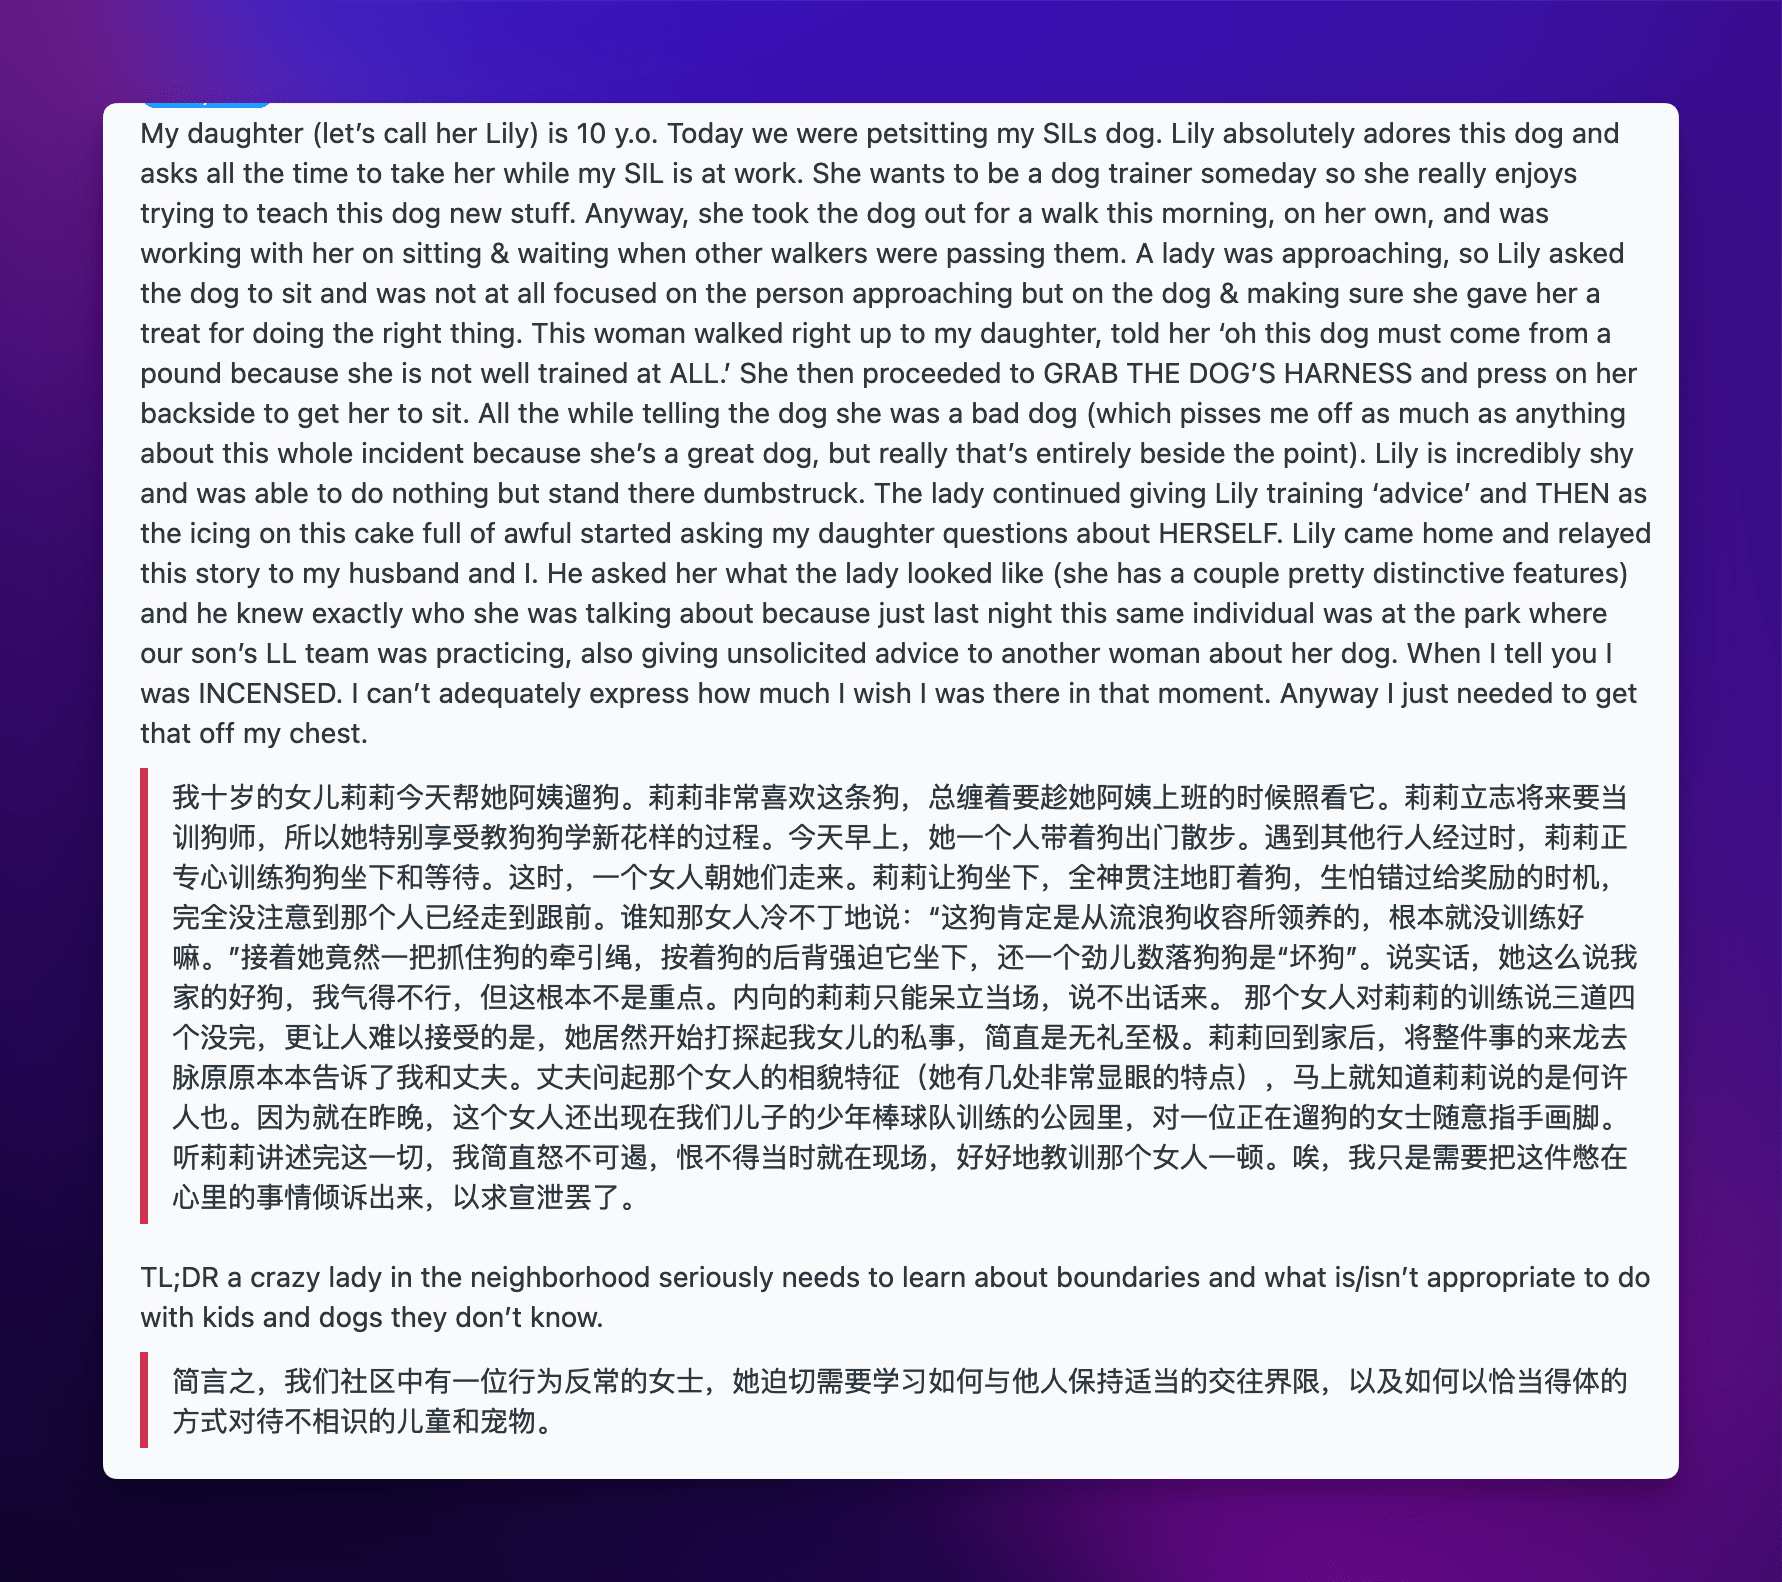 My daughter (let’s call her Lily) is 10 y.o. Today we were petsitting my SILs dog. Lily absolutely adores this dog and
asks all the time to take her while my SIL is at work. She wants to be a dog trainer someday so she really enjoys
trying to teach this dog new stuff. Anyway, she took the dog out for a walk this morning, on her own, and was
working with her on sitting & waiting when other walkers were passing them. A lady was approaching, so Lily asked
the dog to sit and was not at all focused on the person approaching but on the dog & making sure she gave her a
treat for doing the right thing. This woman walked right up to my daughter, told her ‘oh this dog must come from a
pound because she is not well trained at ALL.’ She then proceeded to GRAB THE DOG’S HARNESS and press on her
backside to get her to sit. All the while telling the dog she was a bad dog (which pisses me off as much as anything
about this whole incident because she’s a great dog, but really that’s entirely beside the point). Lily is incredibly shy
and was able to do nothing but stand there dumbstruck. The lady continued giving Lily training ‘advice’ and THEN as
the icing on this cake full of awful started asking my daughter questions about HERSELF. Lily came home and relayed
this story to my husband and I. He asked her what the lady looked like (she has a couple pretty distinctive features)
and he knew exactly who she was talking about because just last night this same individual was at the park where
our son’s LL team was practicing, also giving unsolicited advice to another woman about her dog. When I tell you I
was INCENSED. I can’t adequately express how much I wish I was there in that moment. Anyway I just needed to get
that off my chest.
我十岁的女儿莉莉今天帮她阿姨遛狗。莉莉非常喜欢这条狗，总缠着要趁她阿姨上班的时候照看它。莉莉立志将来要当
训狗师，所以她特别享受教狗狗学新花样的过程。今天早上，她一个人带着狗出门散步。遇到其他行人经过时，莉莉正
专心训练狗狗坐下和等待。这时，一个女人朝她们走来。莉莉让狗坐下，全神贯注地盯着狗，生怕错过给奖励的时机，
完全没注意到那个人已经走到跟前。谁知那女人冷不丁地说：“这狗肯定是从流浪狗收容所领养的，根本就没训练好
嘛。”接着她竟然一把抓住狗的牵引绳，按着狗的后背强迫它坐下，还一个劲儿数落狗狗是“坏狗”。说实话，她这么说我
家的好狗，我气得不行，但这根本不是重点。内向的莉莉只能呆立当场，说不出话来。 那个女人对莉莉的训练说三道四
个没完，更让人难以接受的是，她居然开始打探起我女儿的私事，简直是无礼至极。莉莉回到家后，将整件事的来龙去
脉原原本本告诉了我和丈夫。丈夫问起那个女人的相貌特征（她有几处非常显眼的特点），马上就知道莉莉说的是何许
人也。因为就在昨晚，这个女人还出现在我们儿子的少年棒球队训练的公园里，对一位正在遛狗的女士随意指手画脚。
听莉莉讲述完这一切，我简直怒不可遏，恨不得当时就在现场，好好地教训那个女人一顿。唉，我只是需要把这件憋在
心里的事情倾诉出来，以求宣泄罢了。
TL;DR a crazy lady in the neighborhood seriously needs to learn about boundaries and what is/isn’t appropriate to do
with kids and dogs they don’t know.
简言之，我们社区中有一位行为反常的女士，她迫切需要学习如何与他人保持适当的交往界限，以及如何以恰当得体的
方式对待不相识的儿童和宠物。